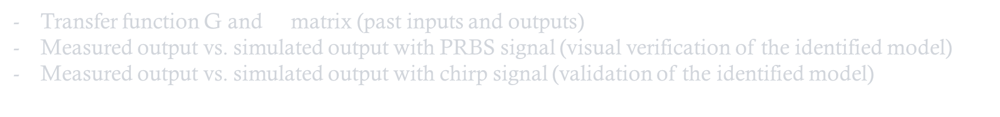 - Transfer function G and matrix (past inputs and outputs)
- Measured output vs. simulated output with PRBS signal (visual verification of the identified model)
- Measured output vs. simulated output with chirp signal (validation of the identified model)